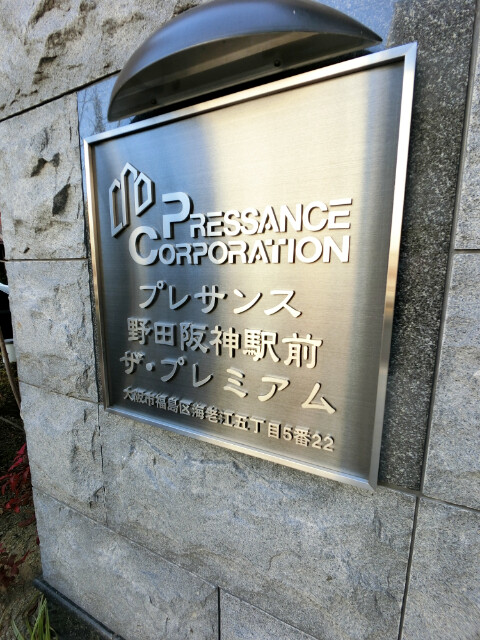 PRESSANCE
CORPORATION
プレサンス
野田阪神駅前
ザ・プレミアム
大阪市福島区海老江五丁目5番22